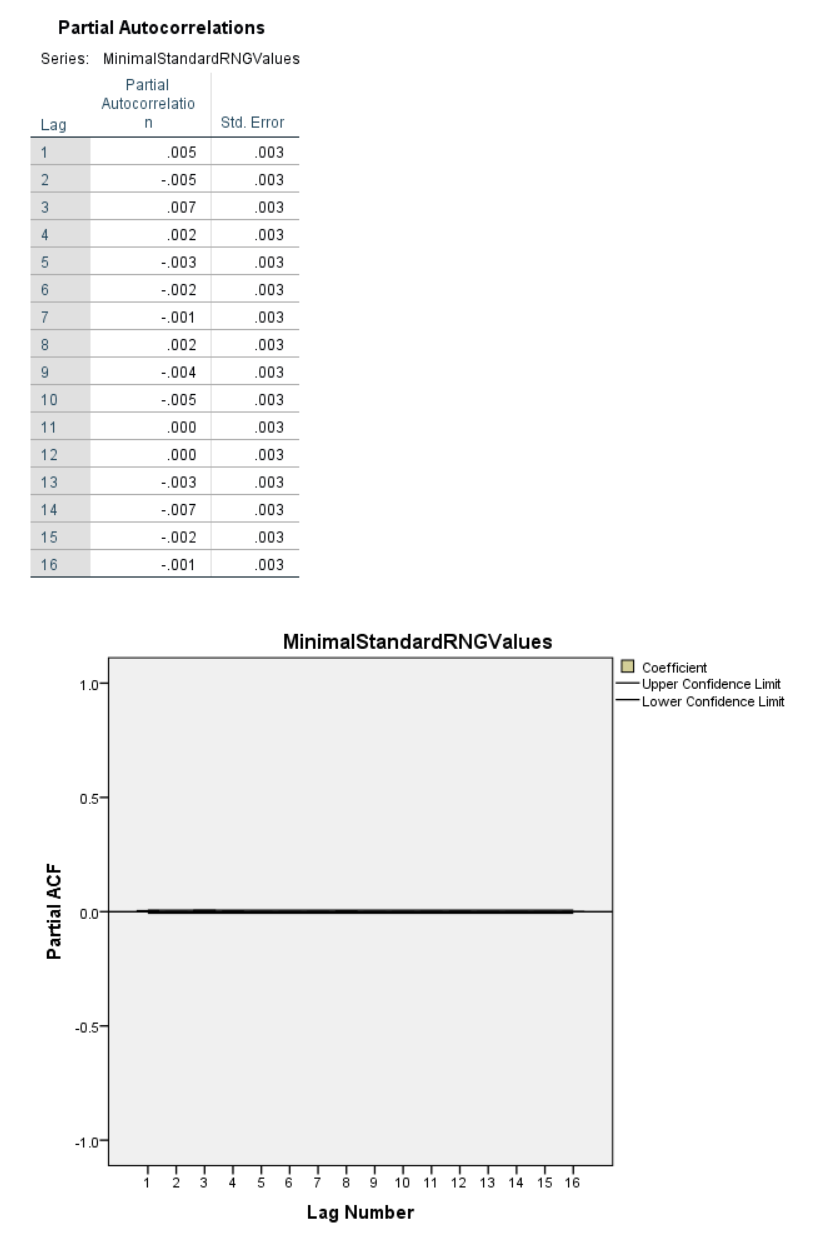 Partial Autocorrelations
Series: MinimalStandardRNGValues
Partial
Autocorrelatio
Lag n Std. Error
1 .005 .003
2 -.005 .003
3 .007 .003
4 .002 .003
5 -.003 .003
6 -.002 .003
7 -.001 .003
8 .002 .003
9 -.004 .003
10 -.005 .003
11 .000 .003
12 .000 .003
13 -.003 .003
14 -.007 .003
15 -.002 .003
16 -.001 .003
MinimalStandardRNGValues
Coefficient
Upper Confidence Limit
Lower Confidence Limit
1.0
0.5
0.0
-0.5
-1.0
Partial ACF
1 2 3 4 5 6 7 8 9 10 11 12 13 14 15 16
Lag Number